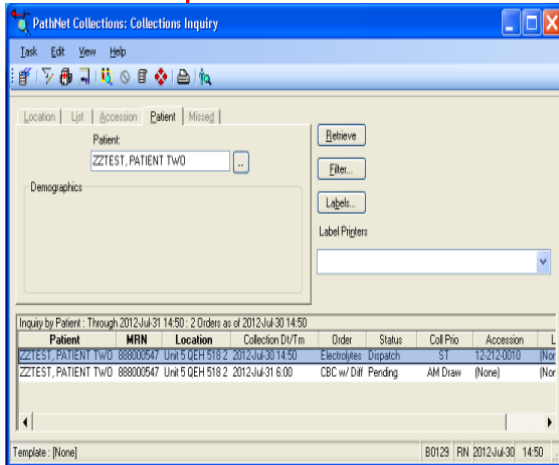 PathNet Collections: Collections Inquiry
Task Edit View Help
Location List Accession Patient Missed
Patient:
ZZTEST, PATIENT TWO ..
Demographics
Retrieve
Filter...
Labels...
Label Printers
Inquiry by Patient : Through 2012-Jul-31 14:50 : 2 Orders as of 2012-Jul-30 14:50
Patient MRN Location Collection Dt/Tm Order Status Coll Prio Accession L
ZZTEST, PATIENT TWO 888000547 Unit 5 QEH 518 2 2012-Jul-30 14:50 Electrolytes Dispatch ST 12-212-0010 (Nor
ZZTEST, PATIENT TWO 888000547 Unit 5 QEH 518 2 2012-Jul-31 6:00 CBC w/ Diff Pending AM Draw (None) (Nor
Template : [None] B0129 RN 2012-Jul-30 14:50